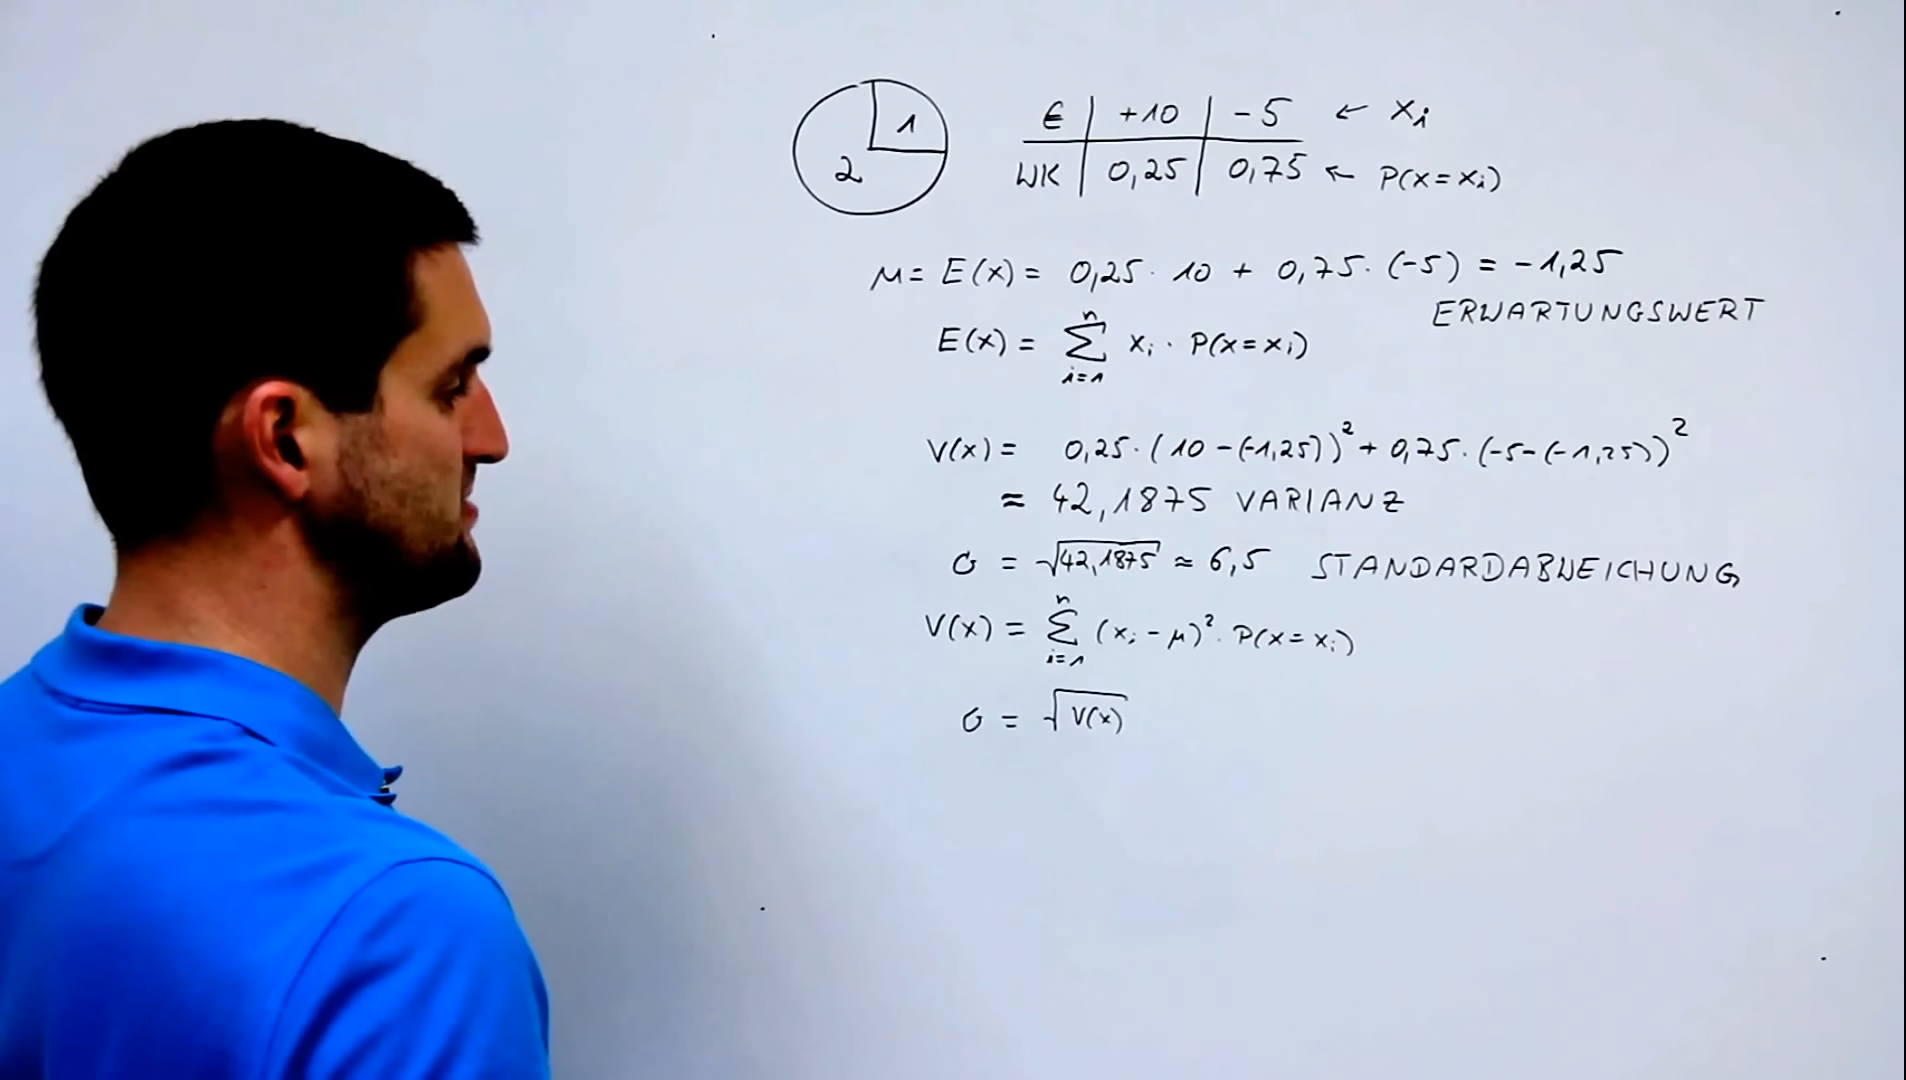 1
2
€ +10 -5 ← xᵢ
WK 0,25 0,75 ← P(X=xᵢ)
μ = E(X) = 0,25 · 10 + 0,75 · (-5) = -1,25
ERWARTUNGSWERT
E(X) = ∑ᵢ₌₁ⁿ xᵢ · P(X=xᵢ)
V(X) = 0,25 · (10 - (-1,25))² + 0,75 · (-5 - (-1,25))²
≈ 42,1875 VARIANZ
σ = √42,1875 ≈ 6,5 STANDARDABWEICHUNG
V(X) = ∑ᵢ₌₁ⁿ (xᵢ - μ)² · P(X=xᵢ)
σ = √V(X)